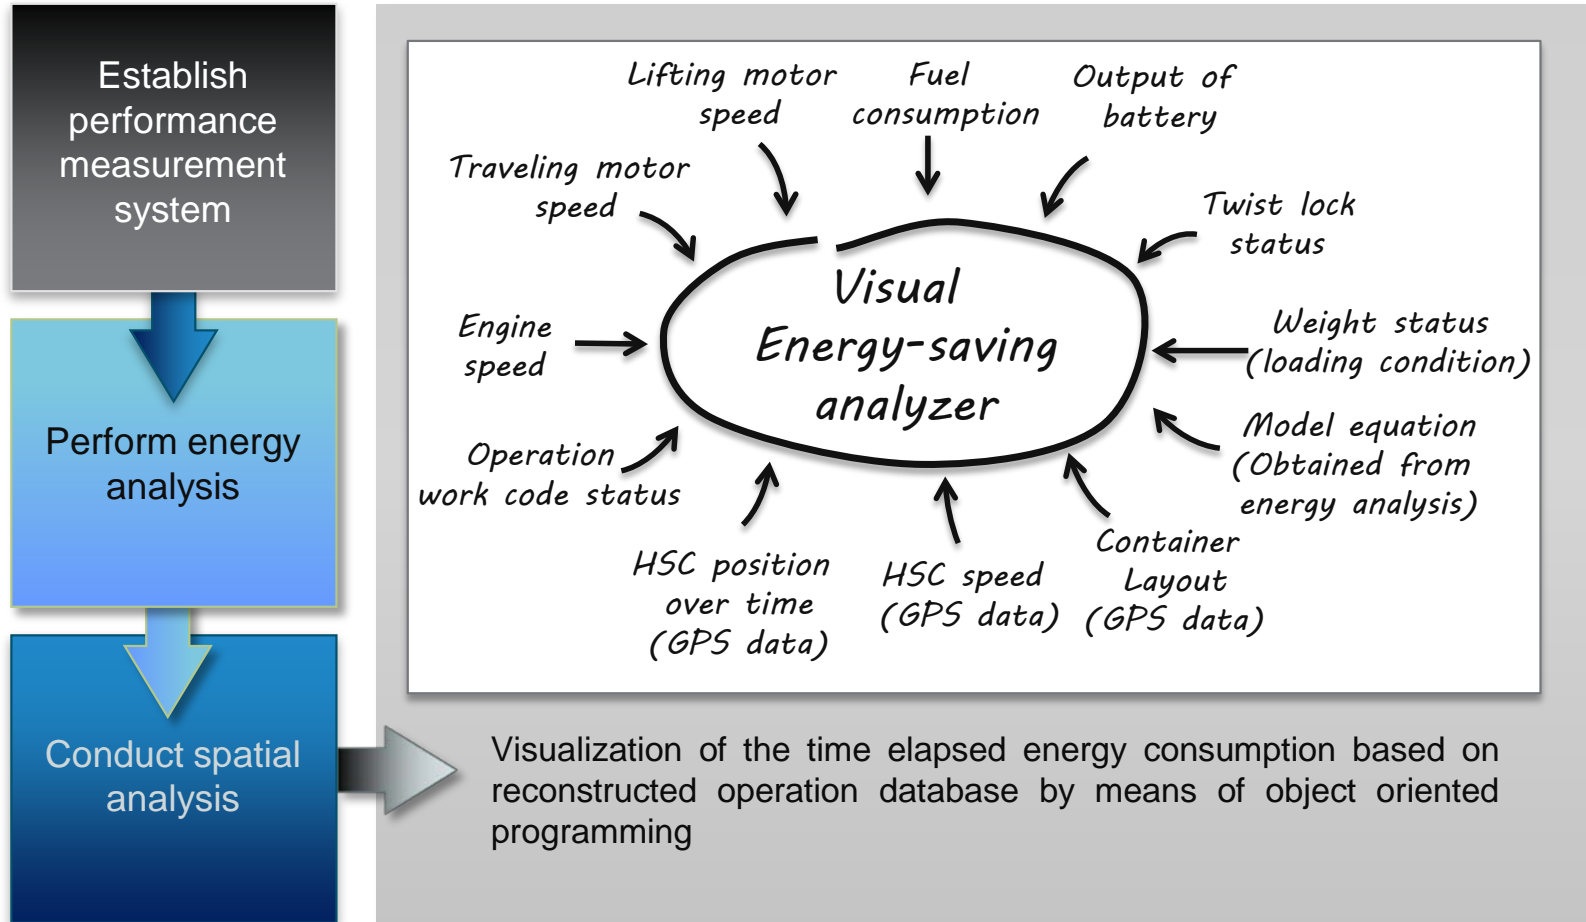 Establish
performance
measurement
system
Perform energy
analysis
Conduct spatial
analysis
Lifting motor
speed
Fuel
consumption
Output of
battery
Traveling motor
speed
Twist lock
status
Engine
speed
Visual
Energy-saving
analyzer
Weight status
(loading condition)
Operation
work code status
Model equation
(Obtained from
energy analysis)
HSC position
over time
(GPS data)
HSC speed
(GPS data)
Container
Layout
(GPS data)
Visualization of the time elapsed energy consumption based on
reconstructed operation database by means of object oriented
programming